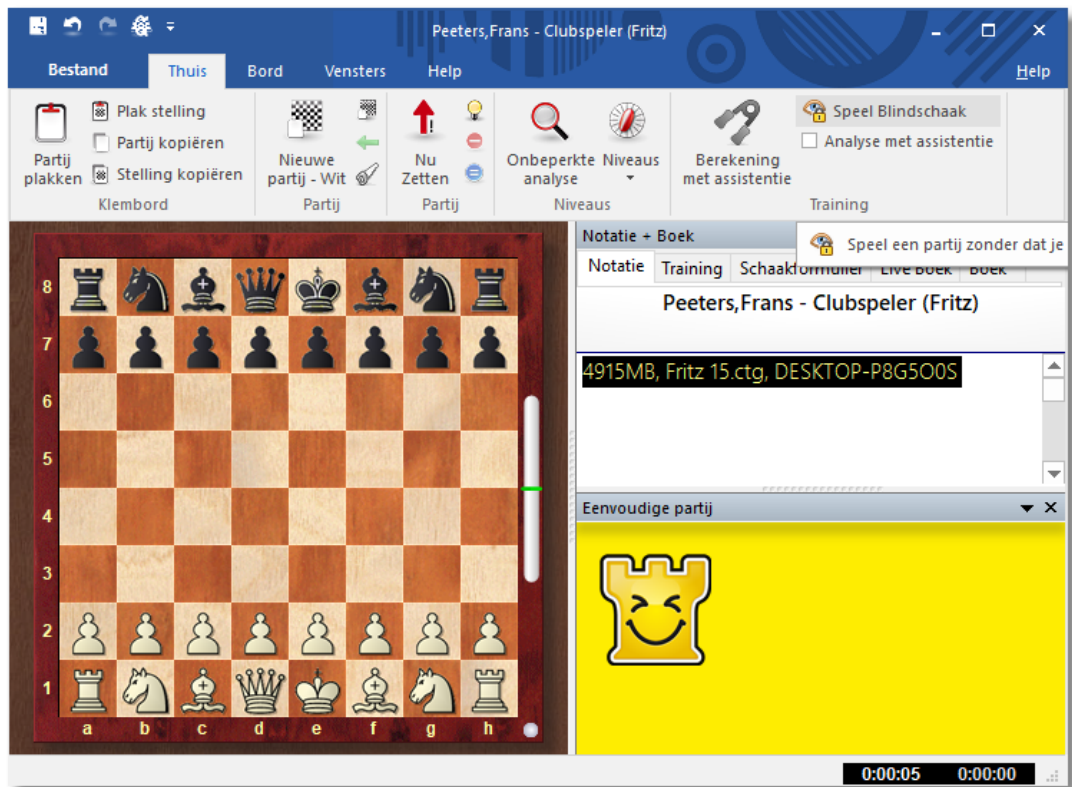 Peeters,Frans - Clubspeler (Fritz)
Bestand Thuis Bord Vensters Help Help
Partij plakken
Plak stelling
Partij kopiëren
Stelling kopiëren
Klembord
Nieuwe
partij - Wit
Partij
Nu
Zetten
Partij
Onbeperkte
analyse
Niveaus
Niveaus
Berekening
met assistentie
Speel Blindschaak
Analyse met assistentie
Training
Speel een partij zonder dat je
Notatie + Boek
Notatie Training Schaakformulier Live Boek Boek
Peeters,Frans - Clubspeler (Fritz)
4915MB, Fritz 15.ctg, DESKTOP-P8G5O0S
Eenvoudige partij
8
7
6
5
4
3
2
1
a b c d e f g h
0:00:05 0:00:00